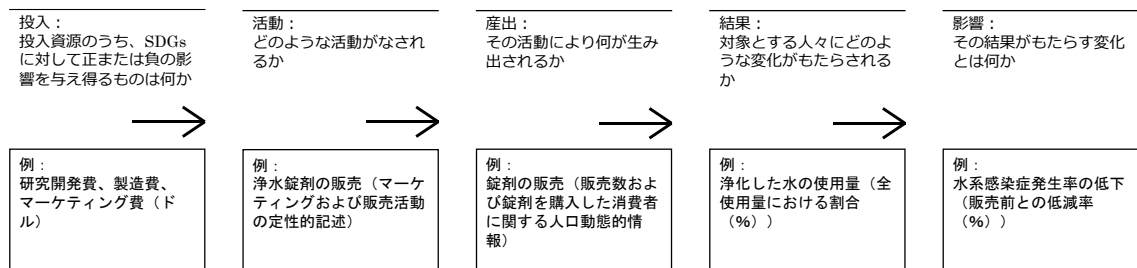 投入：
投入資源のうち、SDGs
に対して正または負の影
響を与え得るものは何か
活動：
どのような活動がなされ
るか
産出：
その活動により何が生み
出されるか
結果：
対象とする人々にどのよ
うな変化がもたらされる
か
影響：
その結果がもたらす変化
とは何か
例：
研究開発費、製造費、
マーケティング費（ド
ル）
例：
浄水錠剤の販売（マーケ
ティングおよび販売活動
の定性的記述）
例：
錠剤の販売（販売数およ
び錠剤を購入した消費者
に関する人口動態的情
報）
例：
浄化した水の使用量（全
使用量における割合
（%））
例：
水系感染症発生率の低下
（販売前との低減率
（%））